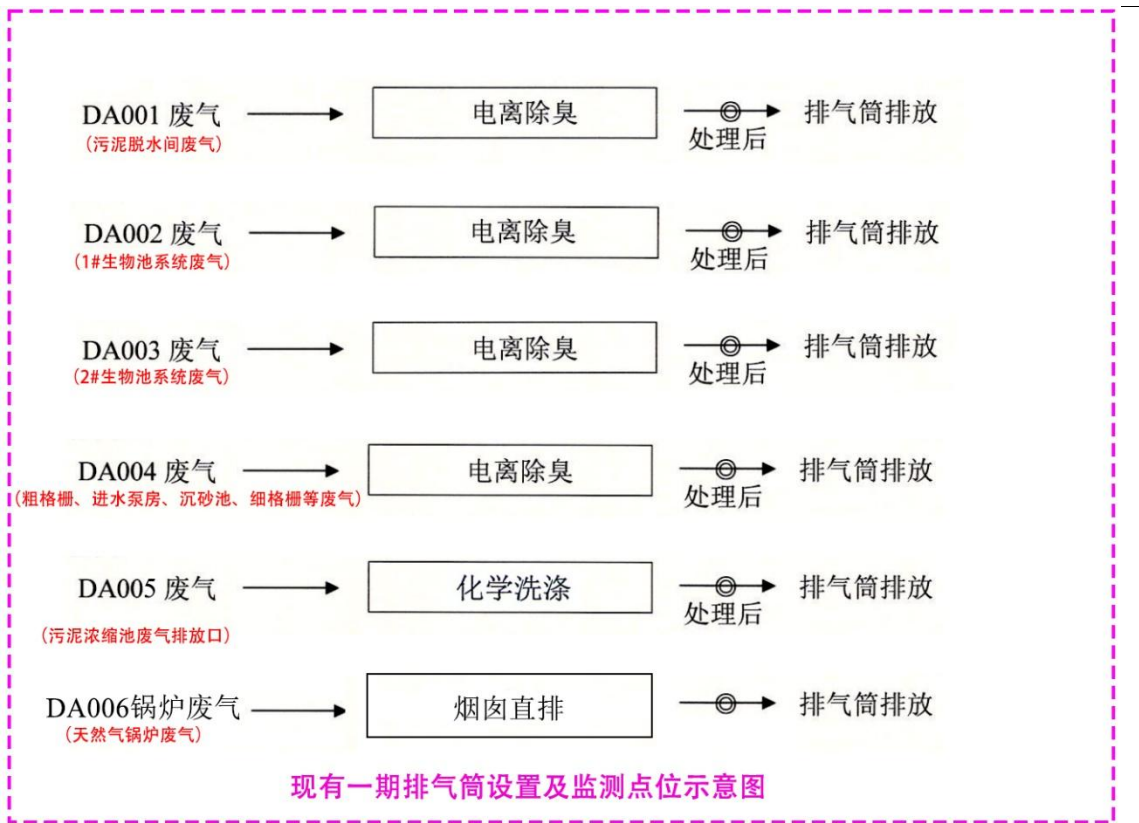 DA001 废气
(污泥脱水间废气)
电离除臭
处理后
排气筒排放
DA002 废气
(1#生物池系统废气)
电离除臭
处理后
排气筒排放
DA003 废气
(2#生物池系统废气)
电离除臭
处理后
排气筒排放
DA004 废气
(粗格栅、进水泵房、沉砂池、细格栅等废气)
电离除臭
处理后
排气筒排放
DA005 废气
(污泥浓缩池废气排放口)
化学洗涤
处理后
排气筒排放
DA006锅炉废气
(天然气锅炉废气)
烟囱直排
排气筒排放
现有一期排气筒设置及监测点位示意图